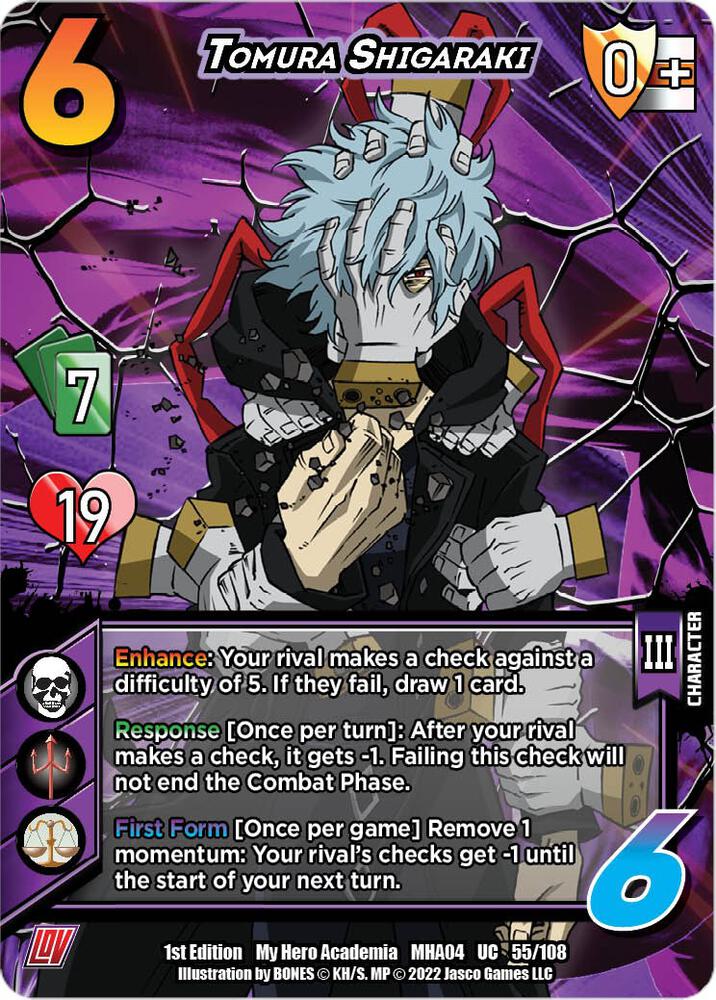 6
TOMURA SHIGARAKI
0 +
7
19
III
CHARACTER
Enhance: Your rival makes a check against a
difficulty of 5. If they fail, draw 1 card.
Response [Once per turn]: After your rival
makes a check, it gets -1. Failing this check will
not end the Combat Phase.
First Form [Once per game] Remove 1
momentum: Your rival's checks get -1 until
the start of your next turn.
6
LOV
1st Edition My Hero Academia MHA04 UC 55/108
Illustration by BONES © KH/S. MP © 2022 Jasco Games LLC